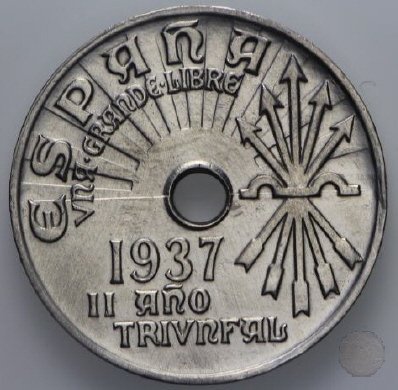 ESPAÑA
VNA·GRANDE·LIBRE
1937
II AÑO
TRIVNFAL